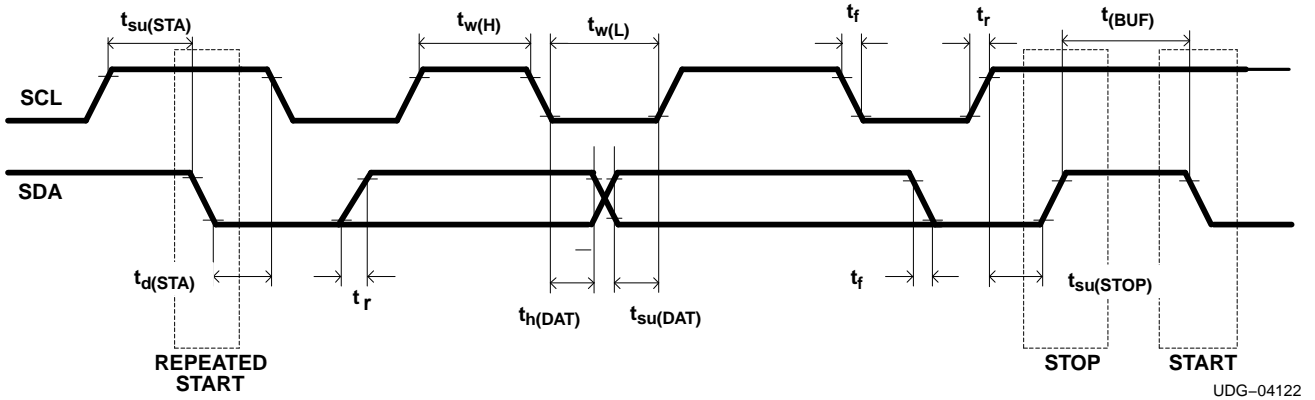 tsu(STA)
tw(H)
tw(L)
tf
tr
t(BUF)
SCL
SDA
td(STA)
tr
th(DAT)
tsu(DAT)
tf
tsu(STOP)
REPEATED
START
STOP
START
UDG–04122